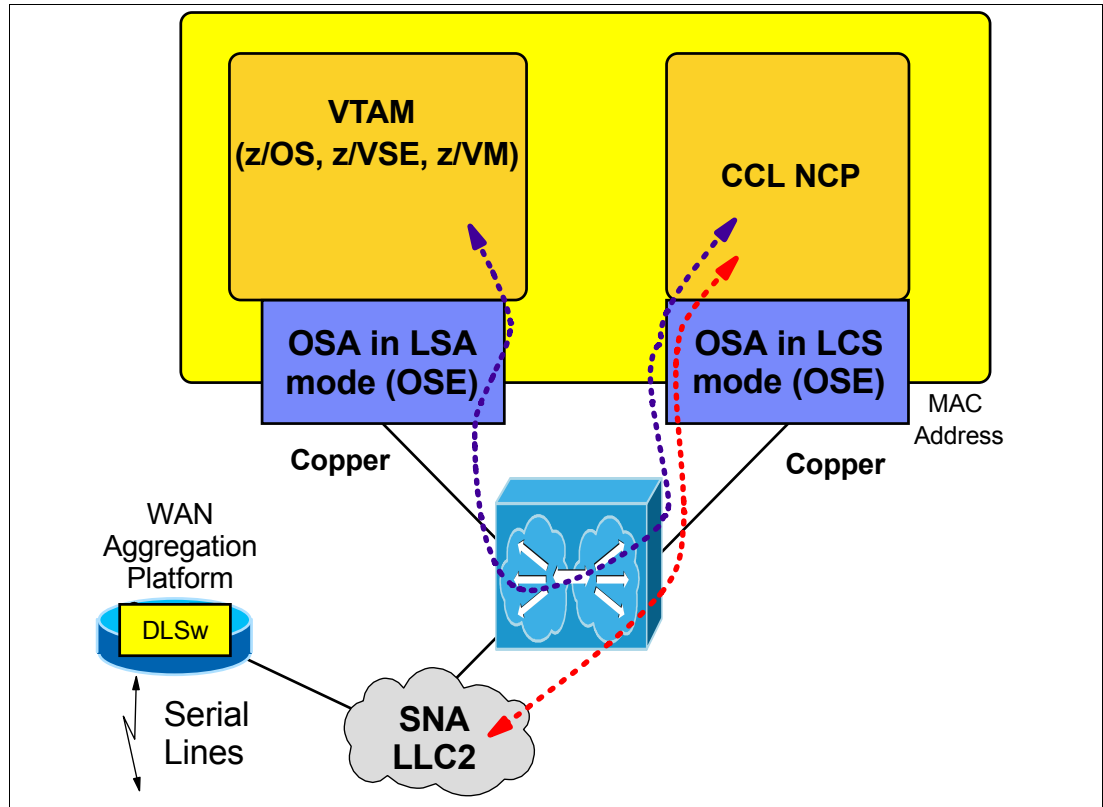 VTAM
(z/OS, z/VSE, z/VM)
CCL NCP
OSA in LSA
mode (OSE)
OSA in LCS
mode (OSE)
MAC
Address
Copper
Copper
WAN
Aggregation
Platform
DLSw
Serial
Lines
SNA
LLC2